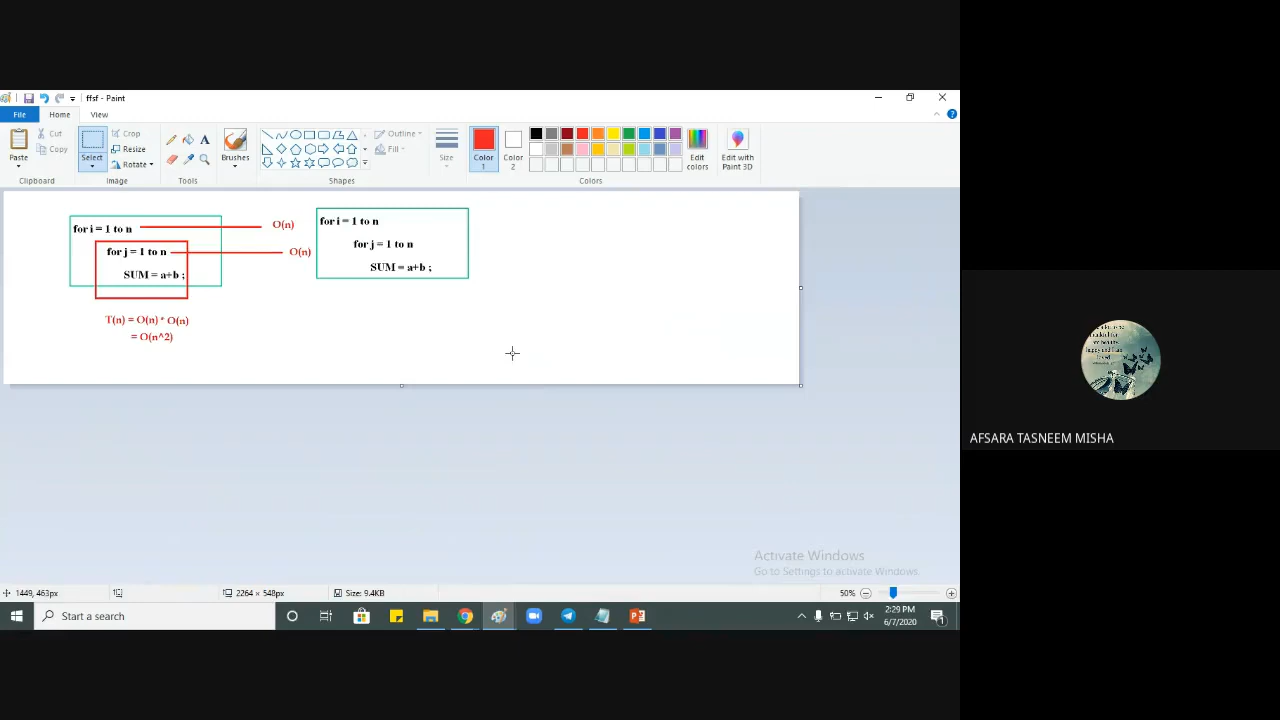 ffsf - Paint
File
Home
View
Paste
Cut
Copy
Clipboard
Select
Crop
Resize
Rotate
Image
Tools
Brushes
Shapes
Outline
Fill
Size
Color 1
Color 2
Edit colors
Colors
Edit with Paint 3D
for i = 1 to n
O(n)
for j = 1 to n
O(n)
SUM = a+b ;
T(n) = O(n) * O(n)
= O(n^2)
for i = 1 to n
for j = 1 to n
SUM = a+b ;
AFSARA TASNEEM MISHA
Activate Windows
Go to Settings to activate Windows.
1449, 463px
2264 × 548px
Size: 9.4KB
50%
Start a search
2:29 PM
6/7/2020